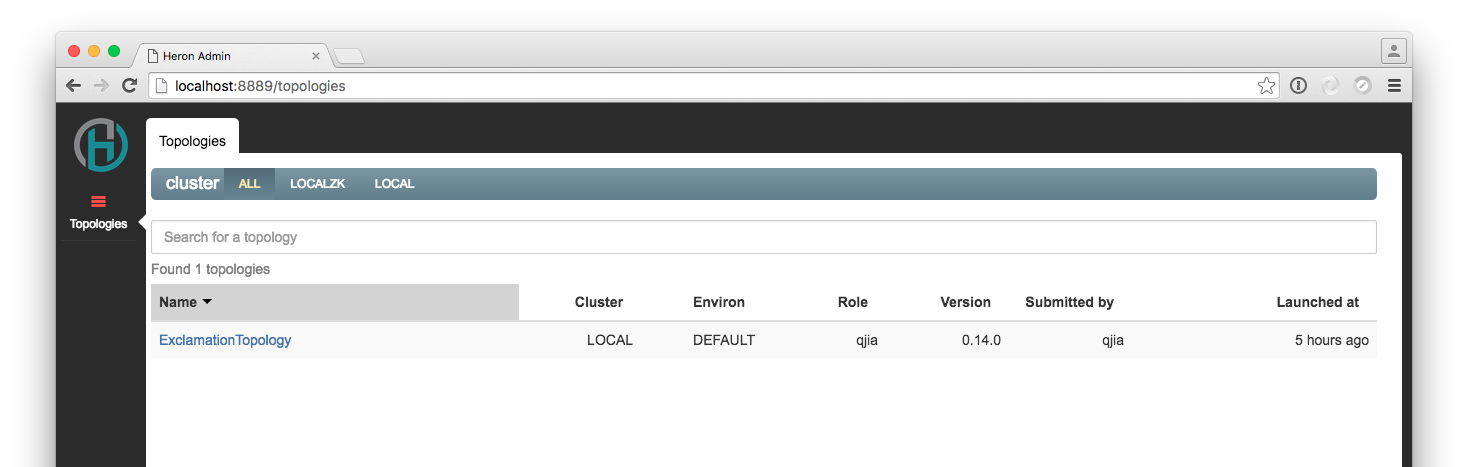 Heron Admin
localhost:8889/topologies
Topologies
cluster ALL LOCALZK LOCAL
Topologies
Search for a topology
Found 1 topologies
Name Cluster Environ Role Version Submitted by Launched at
ExclamationTopology LOCAL DEFAULT qjia 0.14.0 qjia 5 hours ago